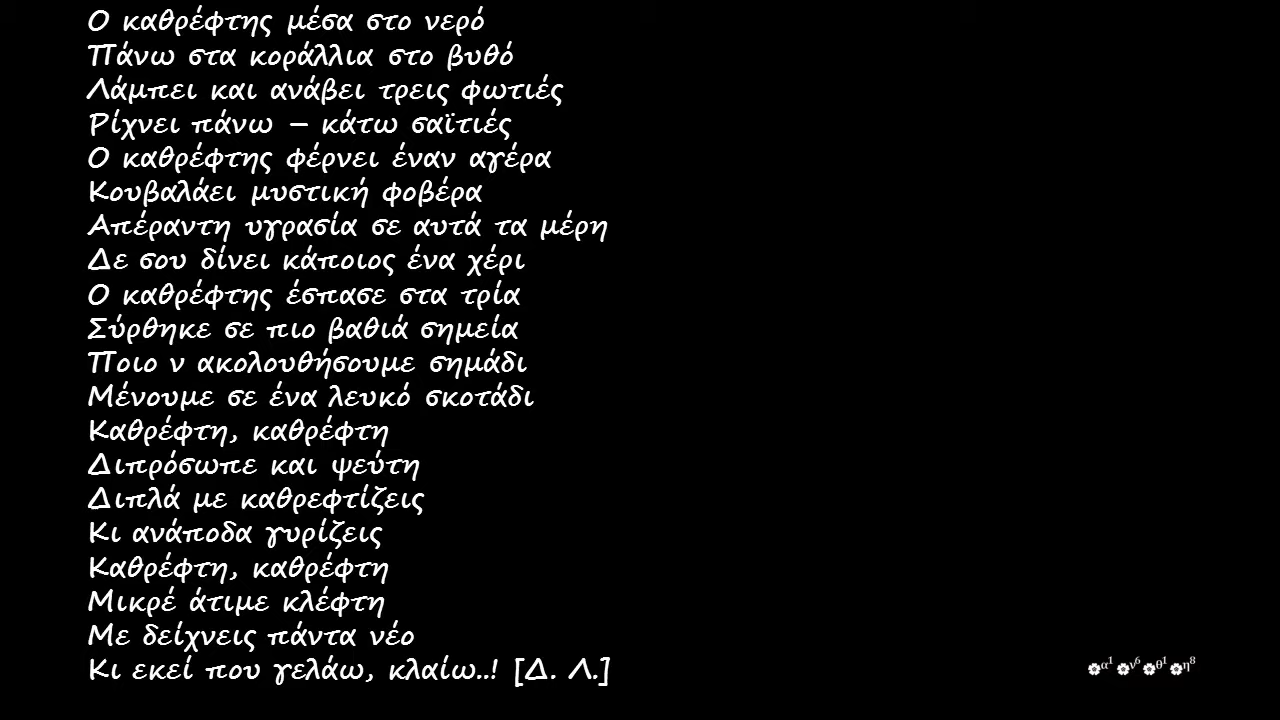 Ο καθρέφτης μέσα στο νερό
Πάνω στα κοράλλια στο βυθό
Λάμπει και ανάβει τρεις φωτιές
Ρίχνει πάνω – κάτω σαϊτιές
Ο καθρέφτης φέρνει έναν αγέρα
Κουβαλάει μυστική φοβέρα
Απέραντη υγρασία σε αυτά τα μέρη
Δε σου δίνει κάποιος ένα χέρι
Ο καθρέφτης έσπασε στα τρία
Σύρθηκε σε πιο βαθιά σημεία
Ποιο ν ακολουθήσουμε σημάδι
Μένουμε σε ένα λευκό σκοτάδι
Καθρέφτη, καθρέφτη
Διπρόσωπε και ψεύτη
Διπλά με καθρεφτίζεις
Κι ανάποδα γυρίζεις
Καθρέφτη, καθρέφτη
Μικρέ άτιμε κλέφτη
Με δείχνεις πάντα νέο
Κι εκεί που γελάω, κλαίω..! [Δ. Λ.]
✿α¹✿ν⁶✿θ¹✿η⁸